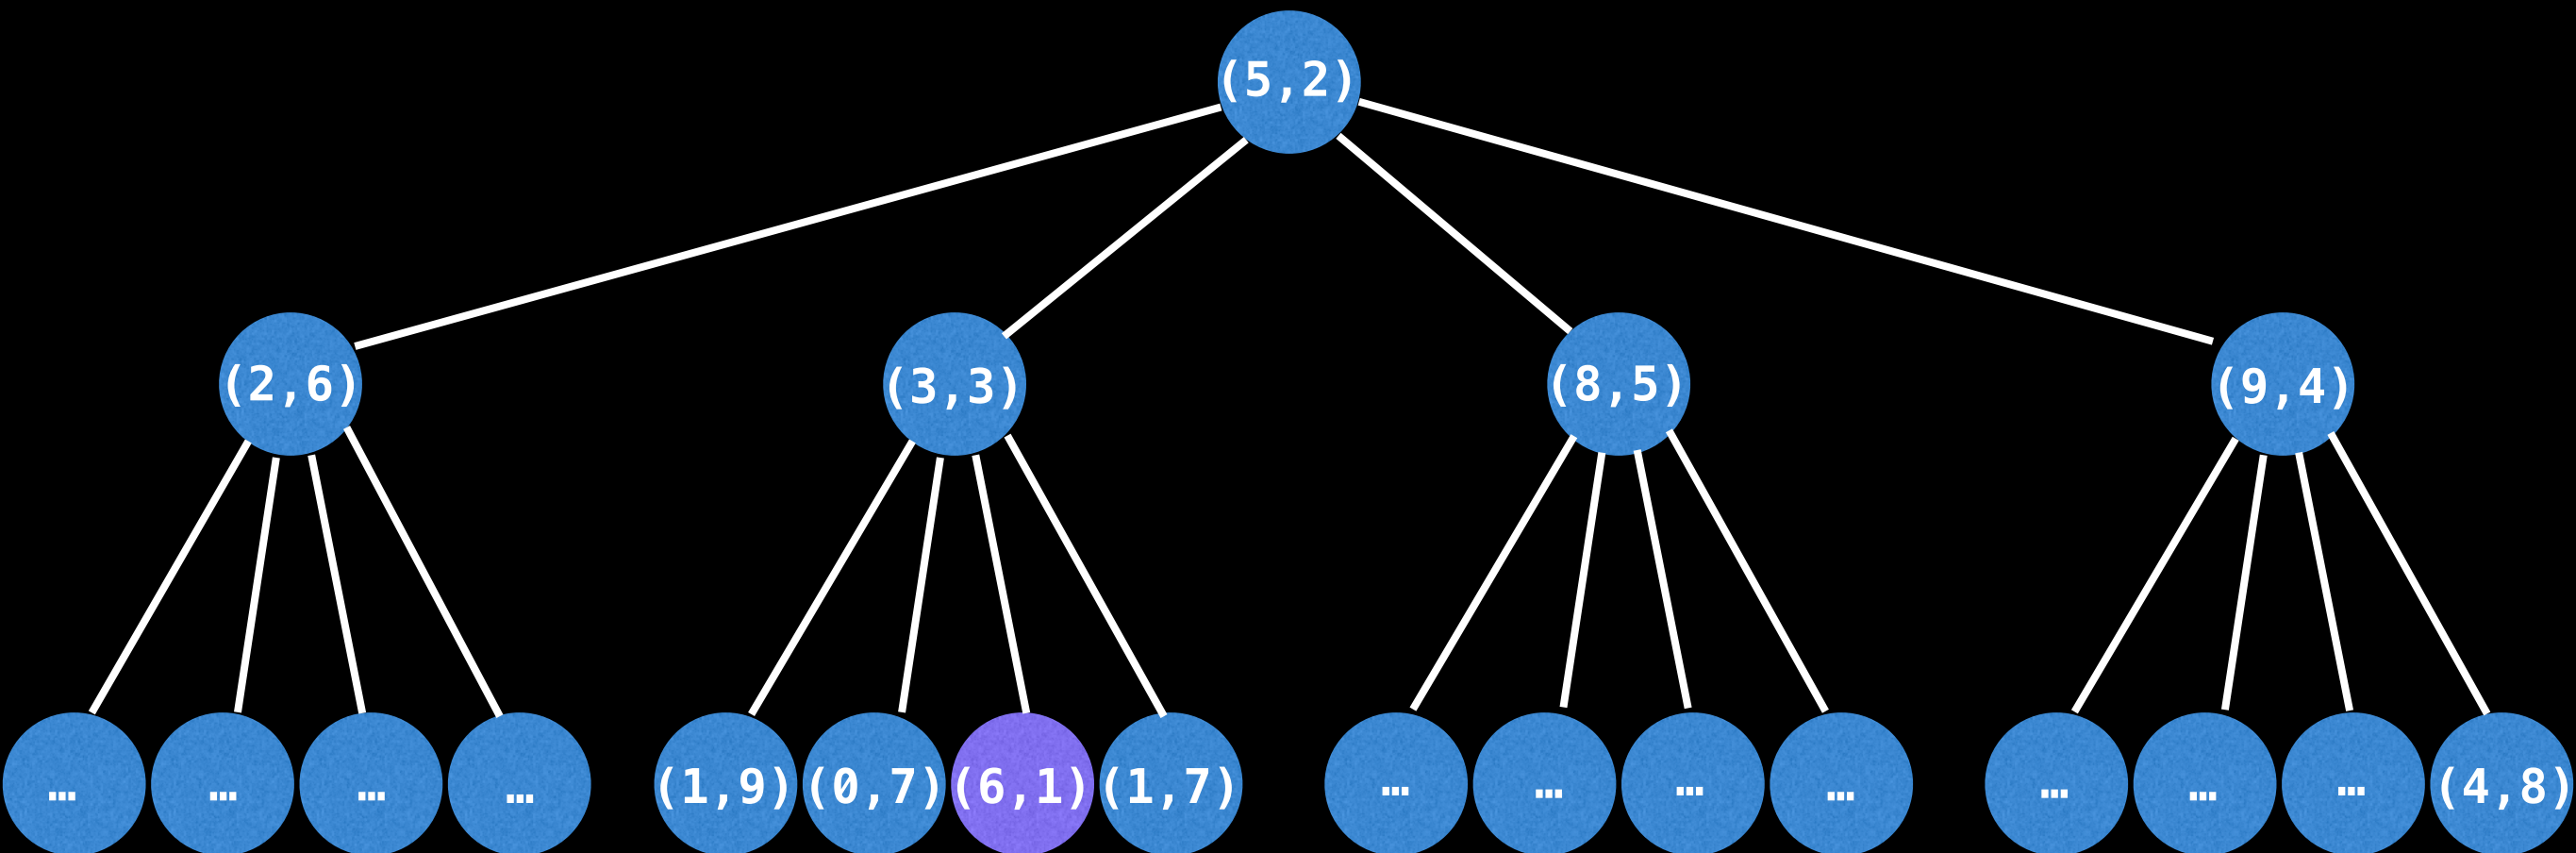 (5,2)
(2,6) (3,3) (8,5) (9,4)
… … … … (1,9) (0,7) (6,1) (1,7) … … … … … … … (4,8)